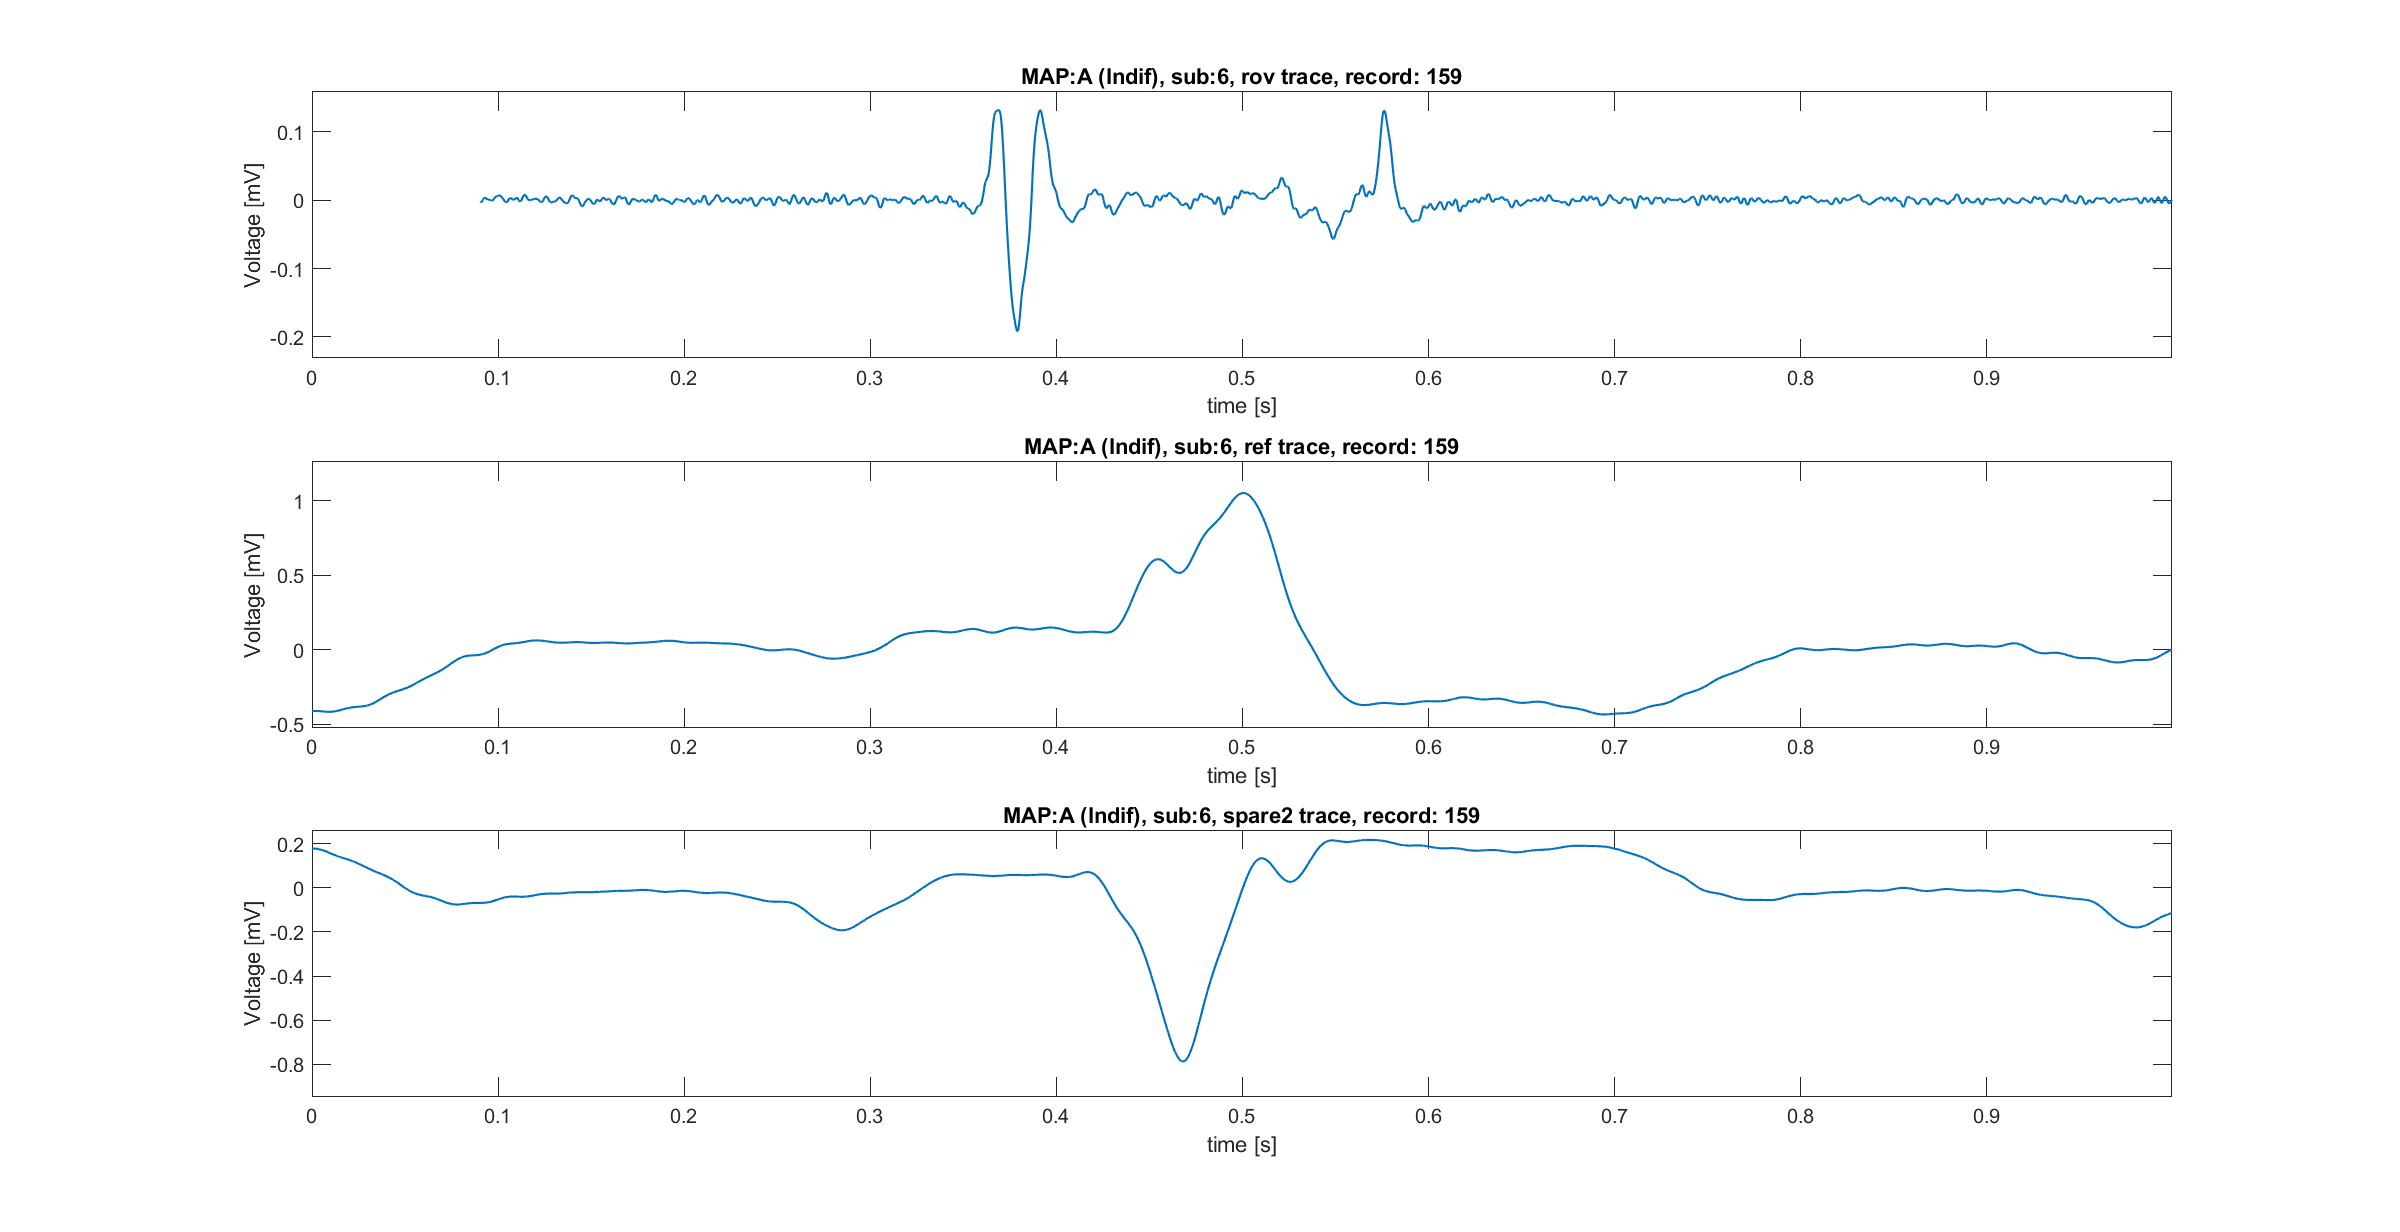 MAP:A (Indif), sub:6, rov trace, record: 159
Voltage [mV]
0.1
0
-0.1
-0.2
0 0.1 0.2 0.3 0.4 0.5 0.6 0.7 0.8 0.9
time [s]
MAP:A (Indif), sub:6, ref trace, record: 159
Voltage [mV]
1
0.5
0
-0.5
0 0.1 0.2 0.3 0.4 0.5 0.6 0.7 0.8 0.9
time [s]
MAP:A (Indif), sub:6, spare2 trace, record: 159
Voltage [mV]
0.2
0
-0.2
-0.4
-0.6
-0.8
0 0.1 0.2 0.3 0.4 0.5 0.6 0.7 0.8 0.9
time [s]